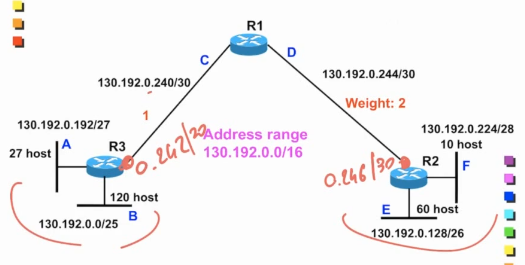 R1
C
D
130.192.0.240/30
130.192.0.244/30
1
Weight: 2
130.192.0.192/27
130.192.0.224/28
Address range
130.192.0.0/16
A
R3
0.242/30
10 host
27 host
0.246/30
R2
F
120 host
B
E
60 host
130.192.0.0/25
130.192.0.128/26